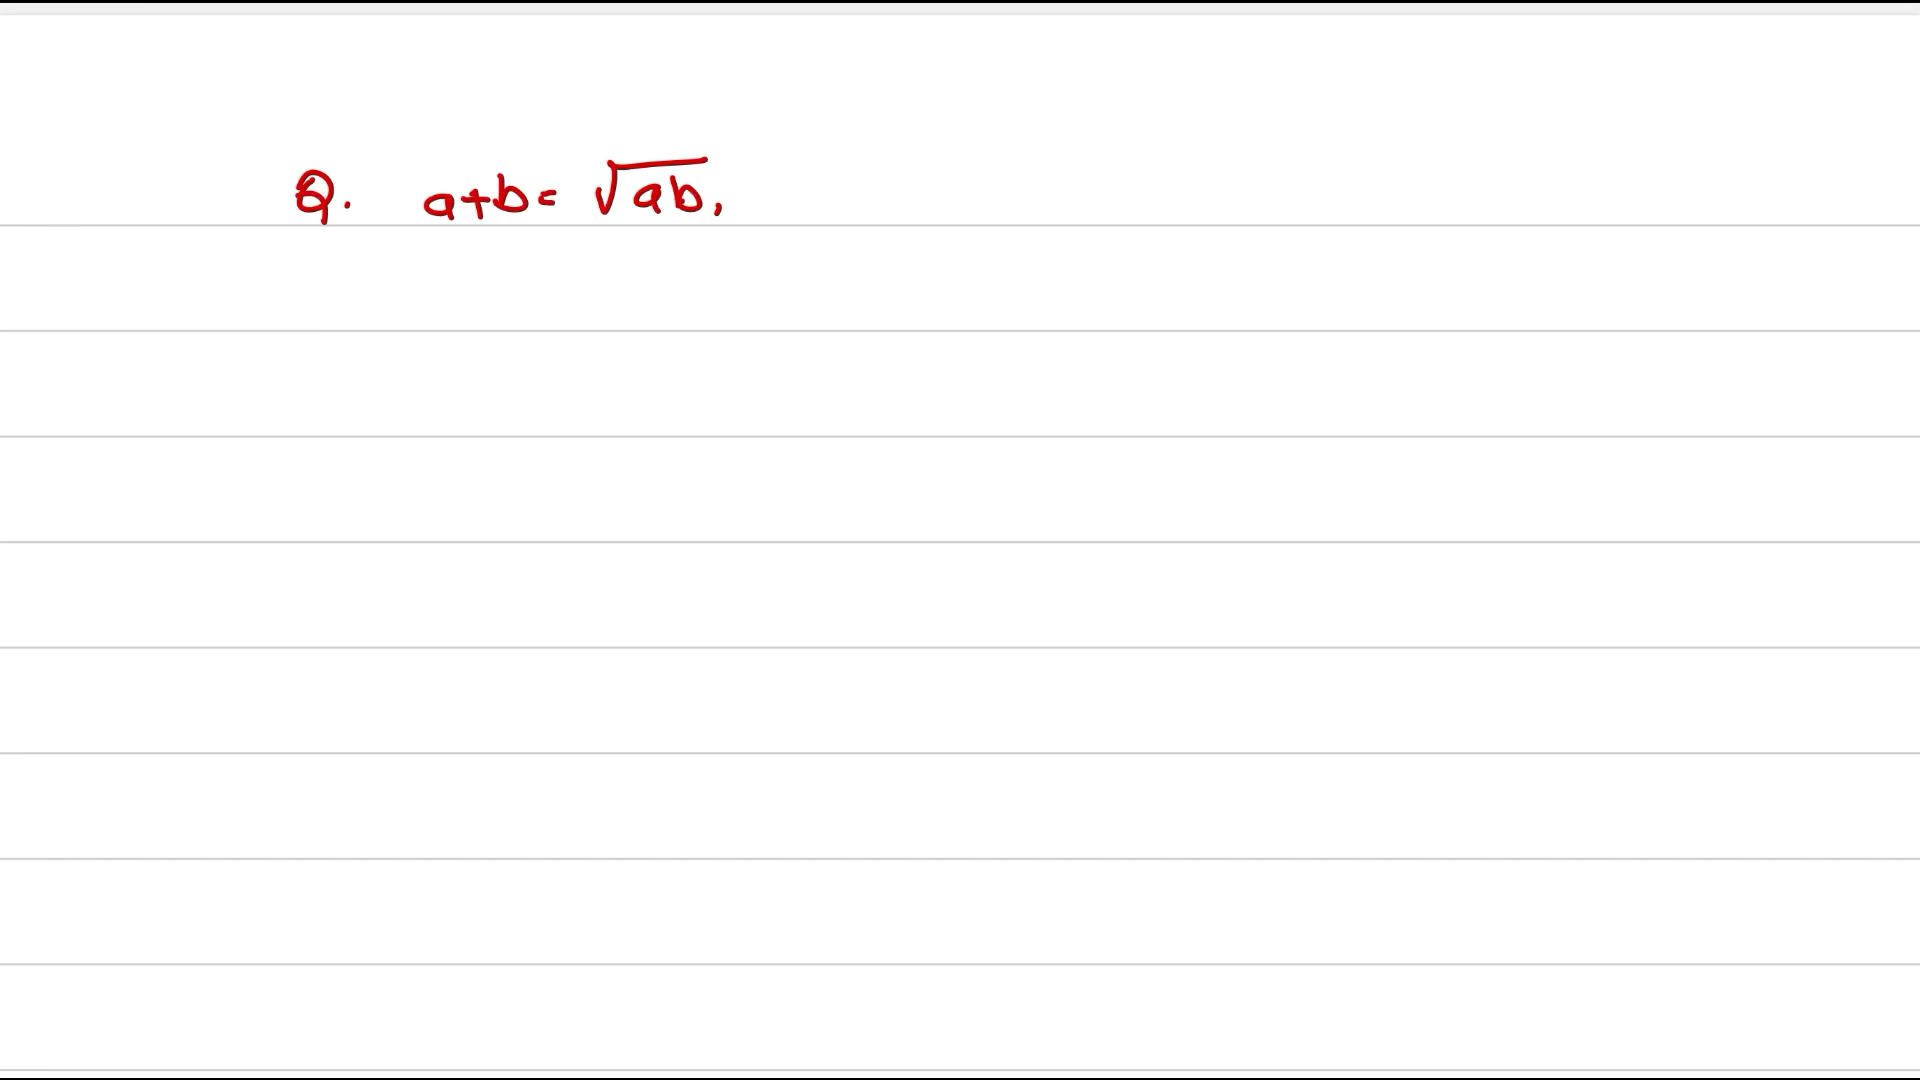 Q. a+b= √ab,